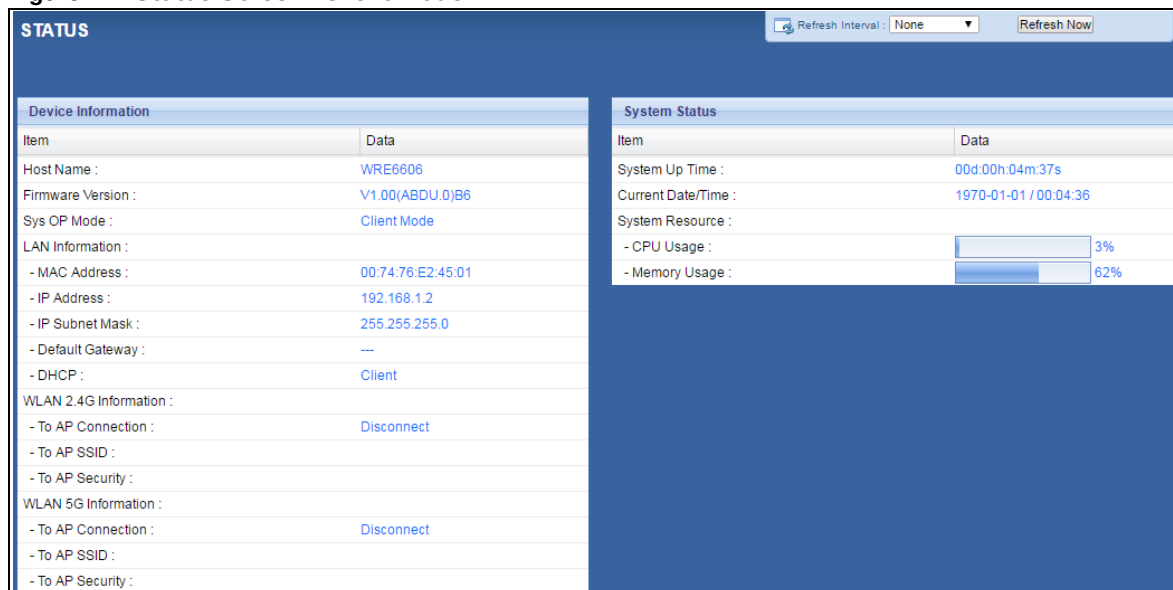 STATUS
Refresh Interval : None
Refresh Now
Device Information
Item Data
Host Name : WRE6606
Firmware Version : V1.00(ABDU.0)B6
Sys OP Mode : Client Mode
LAN Information :
- MAC Address : 00:74:76:E2:45:01
- IP Address : 192.168.1.2
- IP Subnet Mask : 255.255.255.0
- Default Gateway : ---
- DHCP : Client
WLAN 2.4G Information :
- To AP Connection : Disconnect
- To AP SSID :
- To AP Security :
WLAN 5G Information :
- To AP Connection : Disconnect
- To AP SSID :
- To AP Security :
System Status
Item Data
System Up Time : 00d:00h:04m:37s
Current Date/Time : 1970-01-01 / 00:04:36
System Resource :
- CPU Usage : 3%
- Memory Usage : 62%